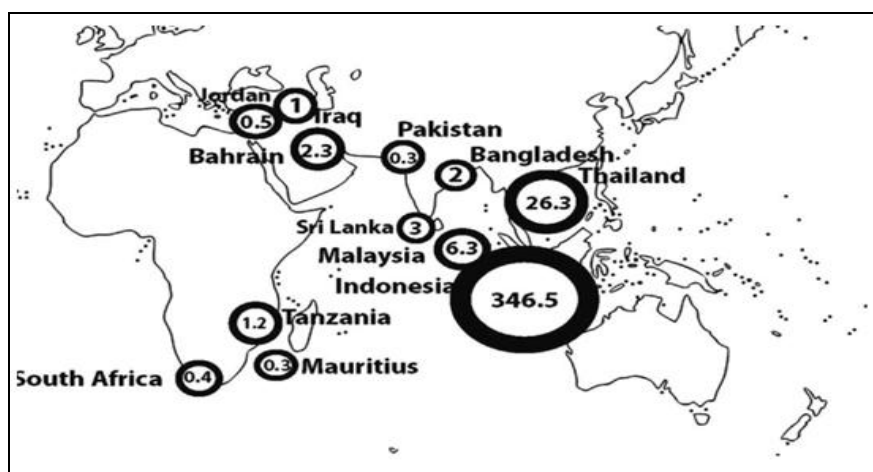 Jordan
1
0.5
Iraq
Bahrain
2.3
Pakistan
0.3
Bangladesh
2
Thailand
26.3
Sri Lanka
3
Malaysia
6.3
Indonesia
346.5
1.2
Tanzania
0.3
Mauritius
South Africa
0.4